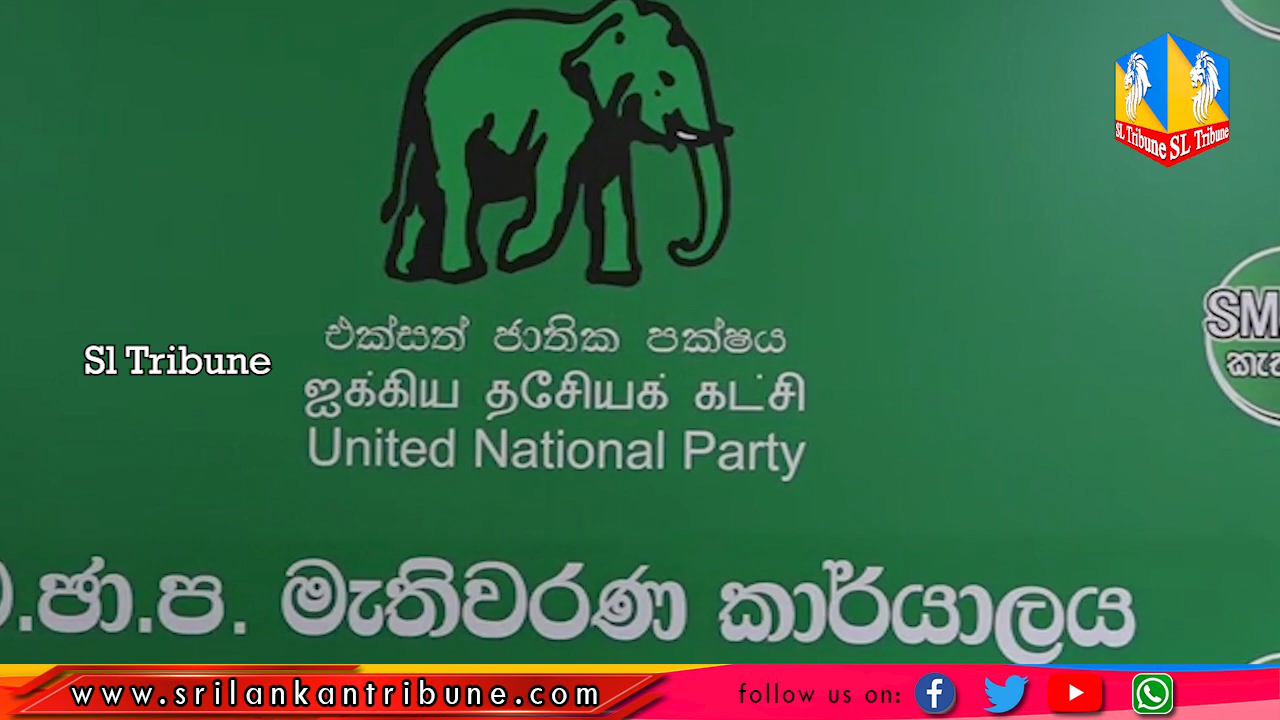 SL Tribune SL Tribune
එක්සත් ජාතික පක්ෂය
ஐக்கிய தேசியக் கட்சி
United National Party
Sl Tribune
SM
.ඡා.ප. මැතිවරණ කාර්යාලය
www.srilankantribune.com
follow us on: